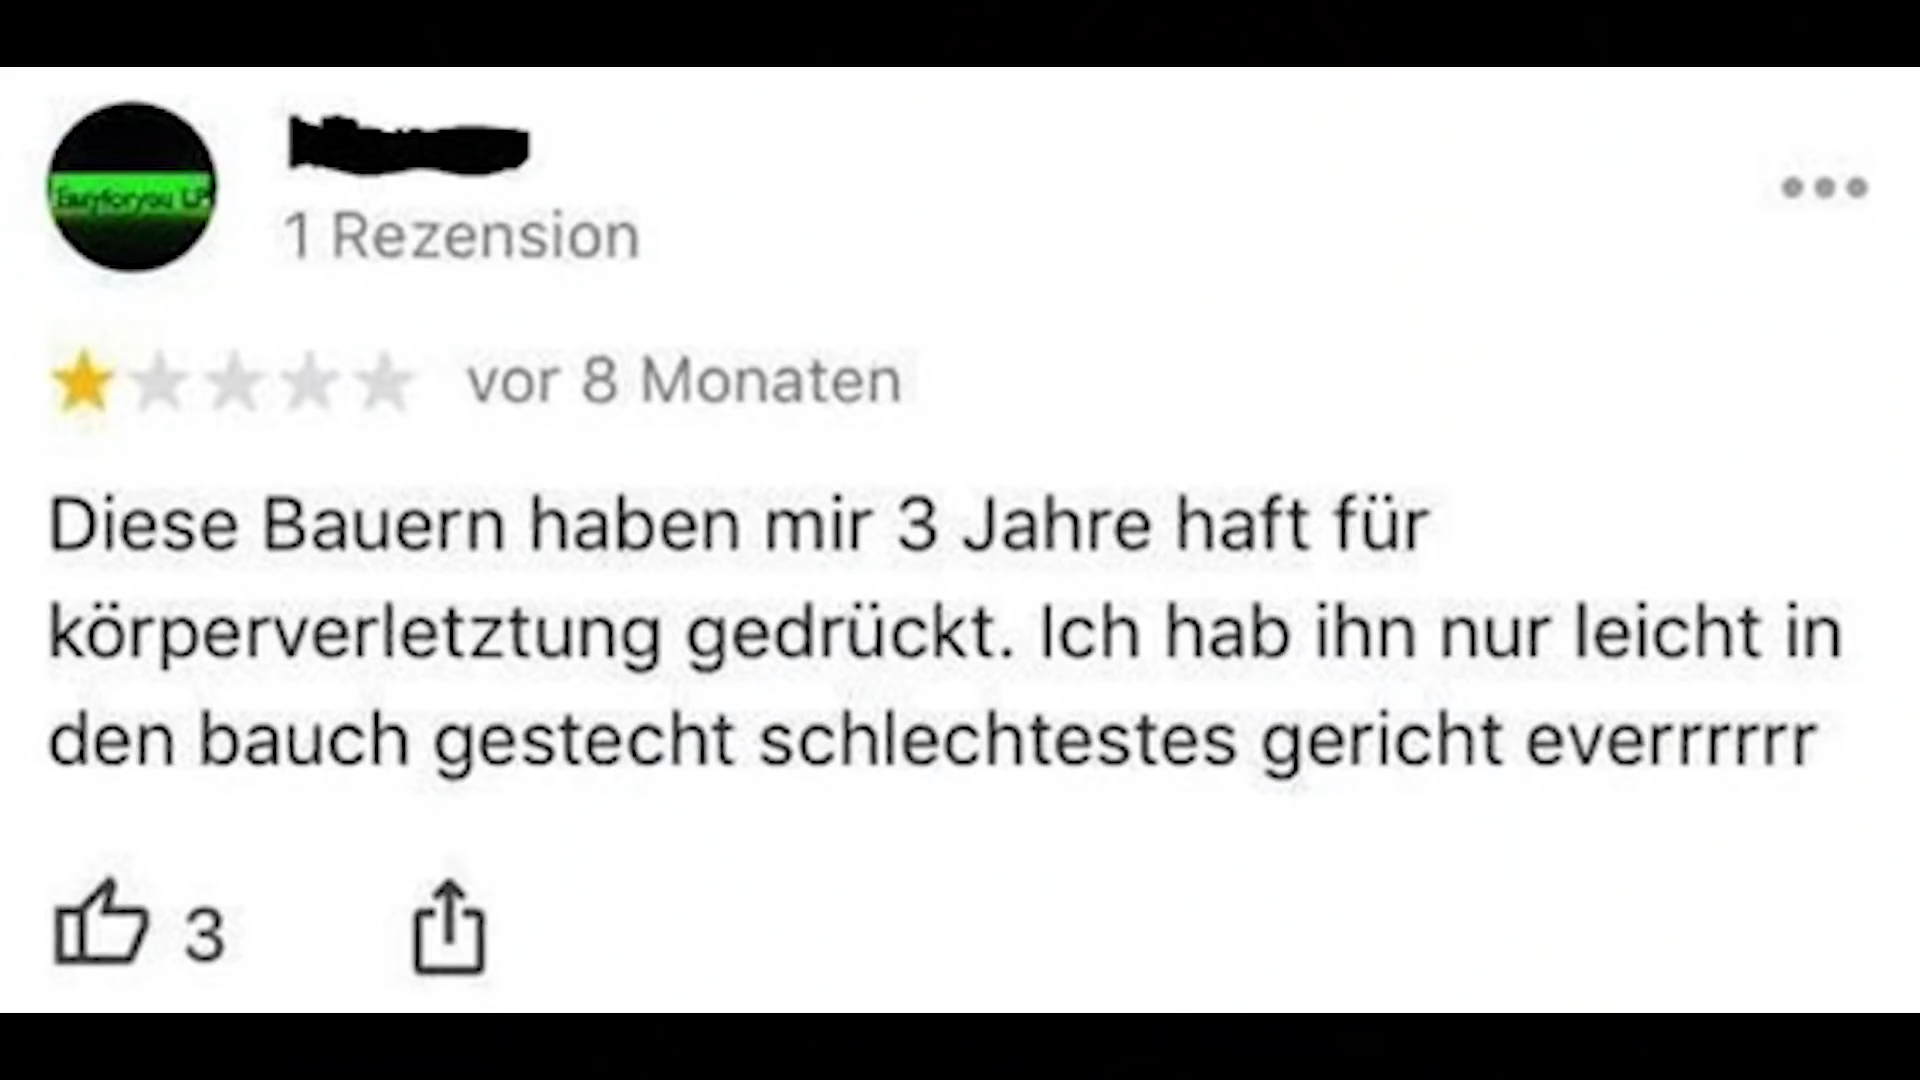 1 Rezension
vor 8 Monaten
Diese Bauern haben mir 3 Jahre haft für
körperverletztung gedrückt. Ich hab ihn nur leicht in
den bauch gestecht schlechtestes gericht everrrrrr
3